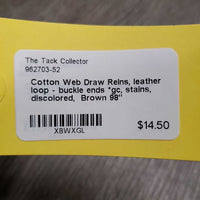 The Tack Collector
962703-52
Cotton Web Draw Reins, leather
loop - buckle ends *gc, stains,
discolored, Brown 98"
XBWXGL
$14.50